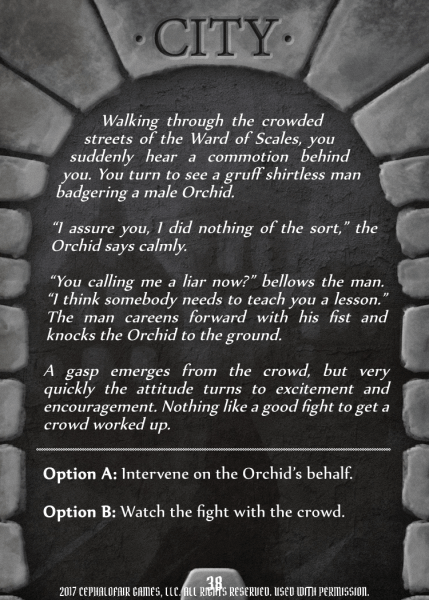 · CITY ·
Walking through the crowded
streets of the Ward of Scales, you
suddenly hear a commotion behind
you. You turn to see a gruff shirtless man
badgering a male Orchid.
“I assure you, I did nothing of the sort,” the
Orchid says calmly.
“You calling me a liar now?” bellows the man.
“I think somebody needs to teach you a lesson.”
The man careens forward with his fist and
knocks the Orchid to the ground.
A gasp emerges from the crowd, but very
quickly the attitude turns to excitement and
encouragement. Nothing like a good fight to get a
crowd worked up.
Option A: Intervene on the Orchid’s behalf.
Option B: Watch the fight with the crowd.
38
2017 CEPHALOFAIR GAMES, LLC. ALL RIGHTS RESERVED. USED WITH PERMISSION.